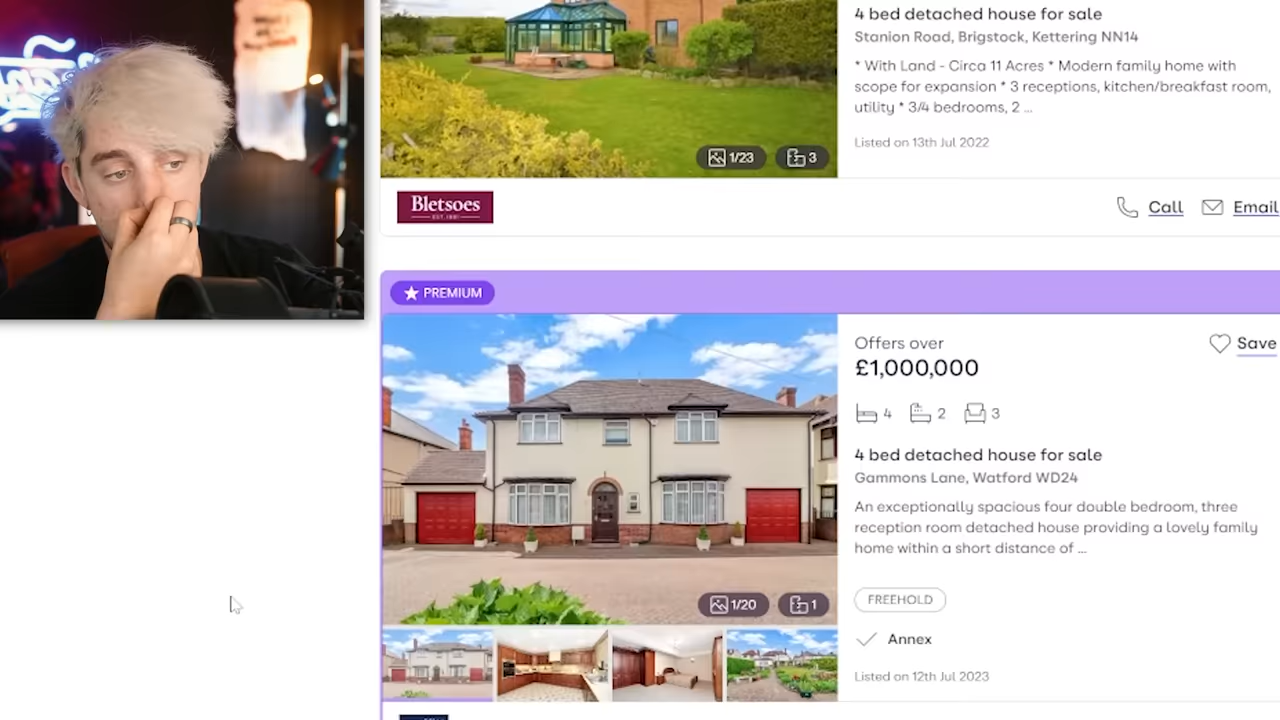 4 bed detached house for sale
Stanion Road, Brigstock, Kettering NN14
* With Land - Circa 11 Acres * Modern family home with
scope for expansion * 3 receptions, kitchen/breakfast room,
utility * 3/4 bedrooms, 2 ...
1/23
3
Listed on 13th Jul 2022
Bletsoes
Call
Email
PREMIUM
Offers over
Save
£1,000,000
4
2
3
4 bed detached house for sale
Gammons Lane, Watford WD24
An exceptionally spacious four double bedroom, three
reception room detached house providing a lovely family
home within a short distance of ...
1/20
1
FREEHOLD
Annex
Listed on 12th Jul 2023